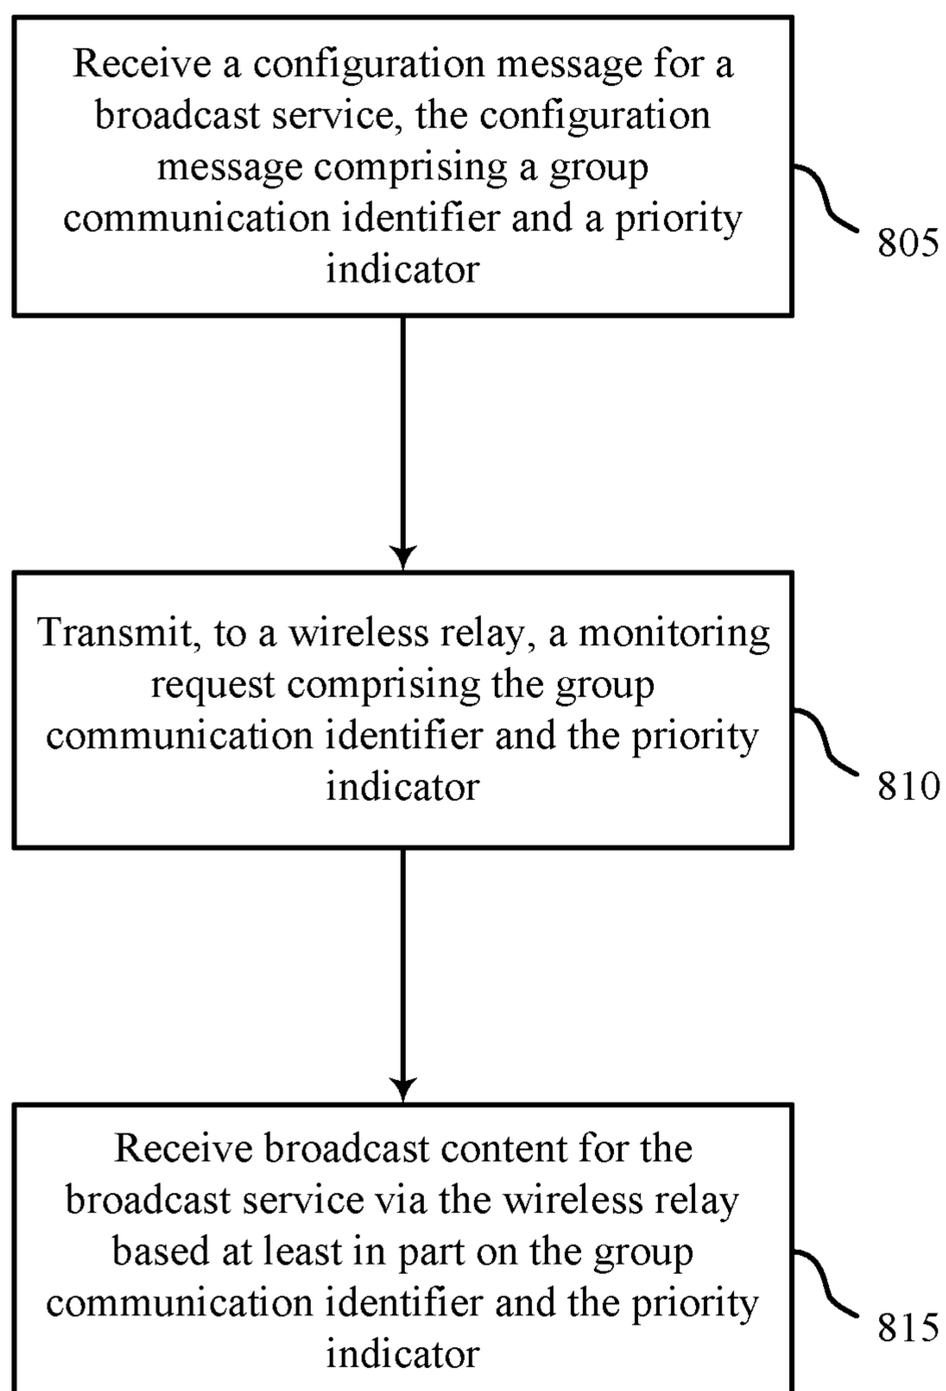 Receive a configuration message for a
broadcast service, the configuration
message comprising a group
communication identifier and a priority
indicator
805
Transmit, to a wireless relay, a monitoring
request comprising the group
communication identifier and the priority
indicator
810
Receive broadcast content for the
broadcast service via the wireless relay
based at least in part on the group
communication identifier and the priority
indicator
815